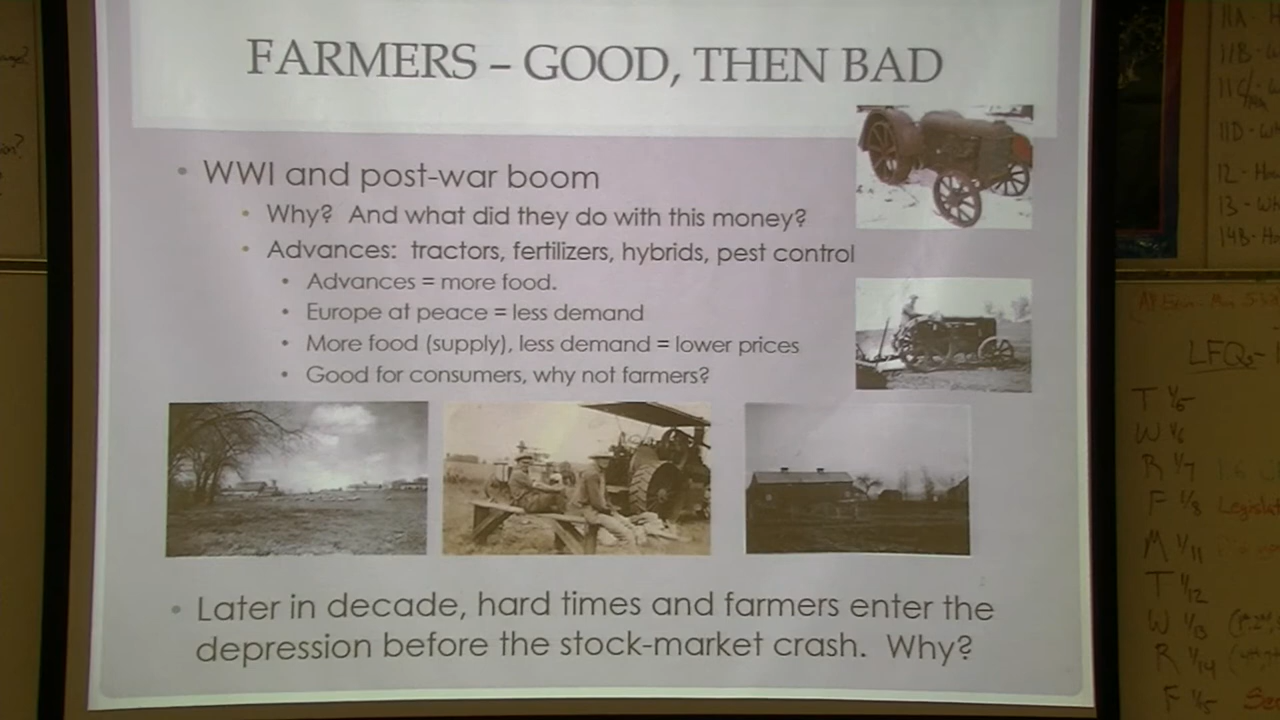 FARMERS – GOOD, THEN BAD
• WWI and post-war boom
• Why? And what did they do with this money?
• Advances: tractors, fertilizers, hybrids, pest control
• Advances = more food.
• Europe at peace = less demand
• More food (supply), less demand = lower prices
• Good for consumers, why not farmers?
• Later in decade, hard times and farmers enter the
depression before the stock-market crash. Why?
11A -
11B -
11D - Wh
12 -
13 - Wh
14B -
LFQs -
T 1/5
W 1/6
R 1/7
F 1/8
M 1/11
T 1/12
W 1/13
R 1/14
F 1/15